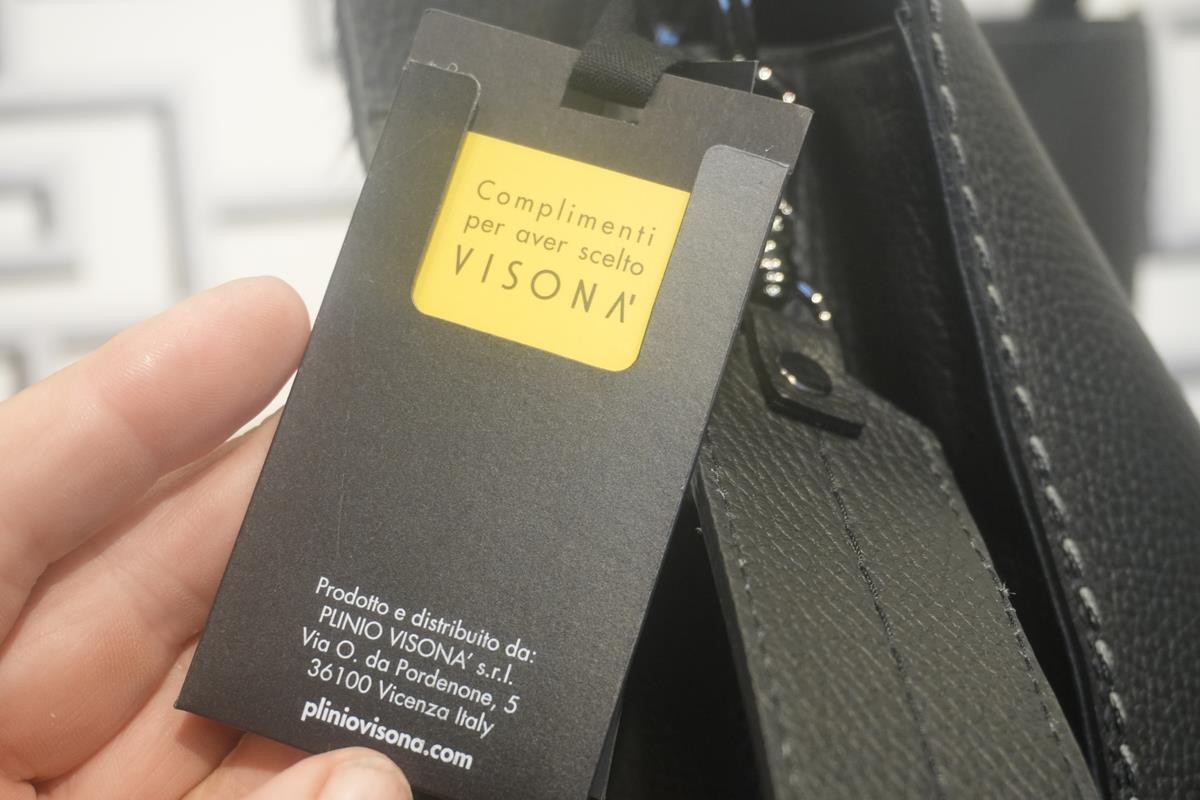 Complimenti
per aver scelto
VISONA'
Prodotto e distribuito da:
PLINIO VISONA' s.r.l.
Via O. da Pordenone, 5
36100 Vicenza Italy
pliniovisona.com